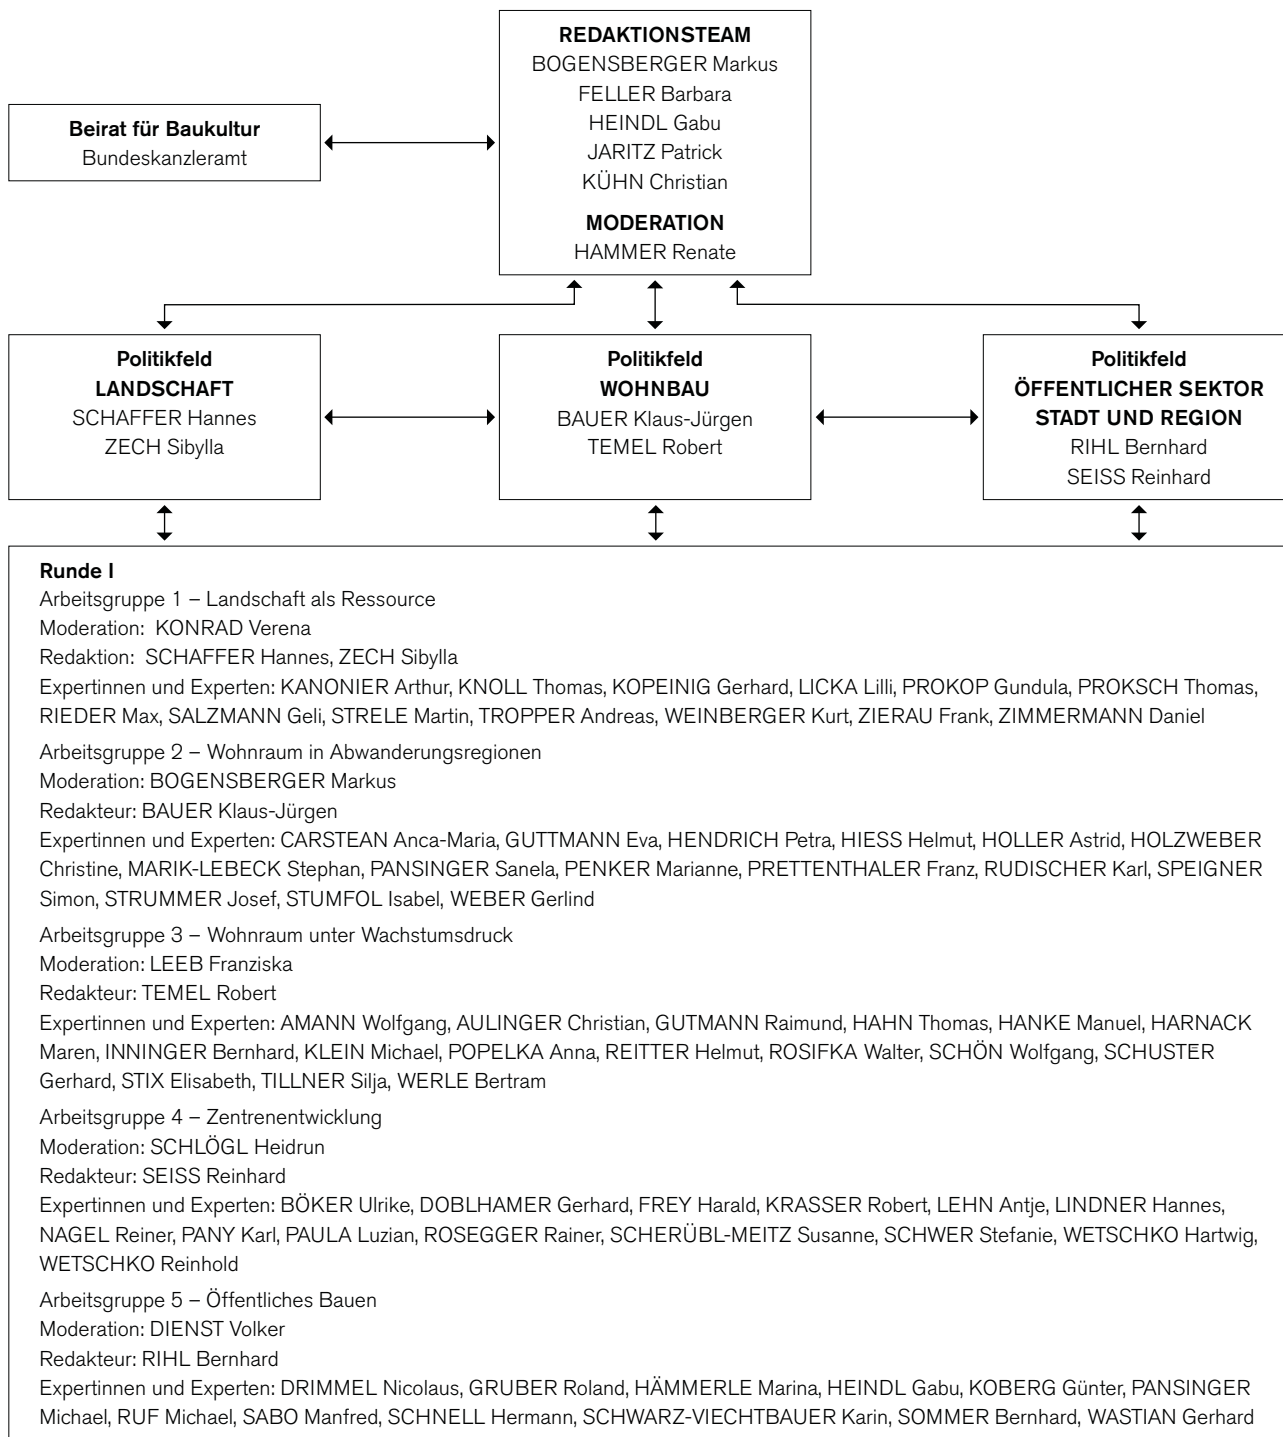 REDAKTIONSTEAM
BOGENSBERGER Markus
FELLER Barbara
HEINDL Gabu
JARITZ Patrick
KÜHN Christian
MODERATION
HAMMER Renate
Beirat für Baukultur
Bundeskanzleramt
Politikfeld
LANDSCHAFT
SCHAFFER Hannes
ZECH Sibylla
Politikfeld
WOHNBAU
BAUER Klaus-Jürgen
TEMEL Robert
Politikfeld
ÖFFENTLICHER SEKTOR
STADT UND REGION
RIHL Bernhard
SEISS Reinhard
Runde I
Arbeitsgruppe 1 – Landschaft als Ressource
Moderation: KONRAD Verena
Redaktion: SCHAFFER Hannes, ZECH Sibylla
Expertinnen und Experten: KANONIER Arthur, KNOLL Thomas, KOPEINIG Gerhard, LICKA Lilli, PROKOP Gundula, PROKSCH Thomas,
RIEDER Max, SALZMANN Geli, STRELE Martin, TROPPER Andreas, WEINBERGER Kurt, ZIERAU Frank, ZIMMERMANN Daniel
Arbeitsgruppe 2 – Wohnraum in Abwanderungsregionen
Moderation: BOGENSBERGER Markus
Redakteur: BAUER Klaus-Jürgen
Expertinnen und Experten: CARSTEAN Anca-Maria, GUTTMANN Eva, HENDRICH Petra, HIESS Helmut, HOLLER Astrid, HOLZWEBER
Christine, MARIK-LEBECK Stephan, PANSINGER Sanela, PENKER Marianne, PRETTENTHALER Franz, RUDISCHER Karl, SPEIGNER
Simon, STRUMMER Josef, STUMFOL Isabel, WEBER Gerlind
Arbeitsgruppe 3 – Wohnraum unter Wachstumsdruck
Moderation: LEEB Franziska
Redakteur: TEMEL Robert
Expertinnen und Experten: AMANN Wolfgang, AULINGER Christian, GUTMANN Raimund, HAHN Thomas, HANKE Manuel, HARNACK
Maren, INNINGER Bernhard, KLEIN Michael, POPELKA Anna, REITTER Helmut, ROSIFKA Walter, SCHÖN Wolfgang, SCHUSTER
Gerhard, STIX Elisabeth, TILLNER Silja, WERLE Bertram
Arbeitsgruppe 4 – Zentrenentwicklung
Moderation: SCHLÖGL Heidrun
Redakteur: SEISS Reinhard
Expertinnen und Experten: BÖKER Ulrike, DOBLHAMER Gerhard, FREY Harald, KRASSER Robert, LEHN Antje, LINDNER Hannes,
NAGEL Reiner, PANY Karl, PAULA Luzian, ROSEGGER Rainer, SCHERÜBL-MEITZ Susanne, SCHWER Stefanie, WETSCHKO Hartwig,
WETSCHKO Reinhold
Arbeitsgruppe 5 – Öffentliches Bauen
Moderation: DIENST Volker
Redakteur: RIHL Bernhard
Expertinnen und Experten: DRIMMEL Nicolaus, GRUBER Roland, HÄMMERLE Marina, HEINDL Gabu, KOBERG Günter, PANSINGER
Michael, RUF Michael, SABO Manfred, SCHNELL Hermann, SCHWARZ-VIECHTBAUER Karin, SOMMER Bernhard, WASTIAN Gerhard